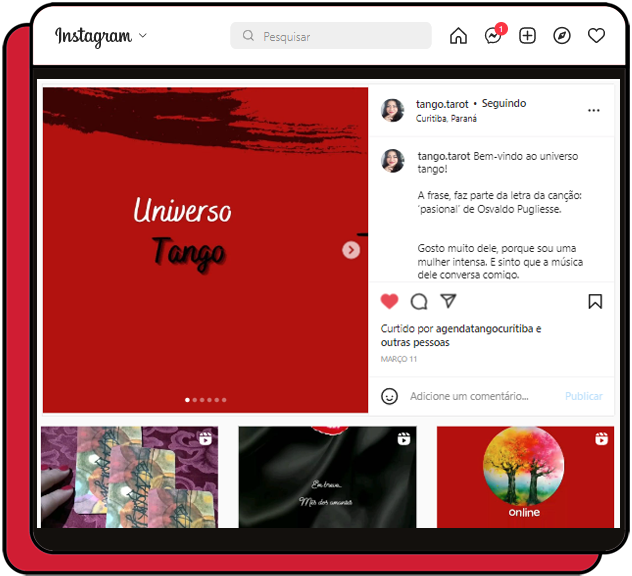 Instagram
Pesquisar
1
Universo
Tango
tango.tarot • Seguindo
Curitiba, Paraná
tango.tarot Bem-vindo ao universo
tango!
A frase, faz parte da letra da canção:
'pasional' de Osvaldo Pugliesse.
Gosto muito dele, porque sou uma
mulher intensa. E sinto que a música
dele conversa comigo.
Curtido por agendatangocuritiba e
outras pessoas
MARÇO 11
Adicione um comentário...
Publicar
Em breve...
Mês dos amantes
online